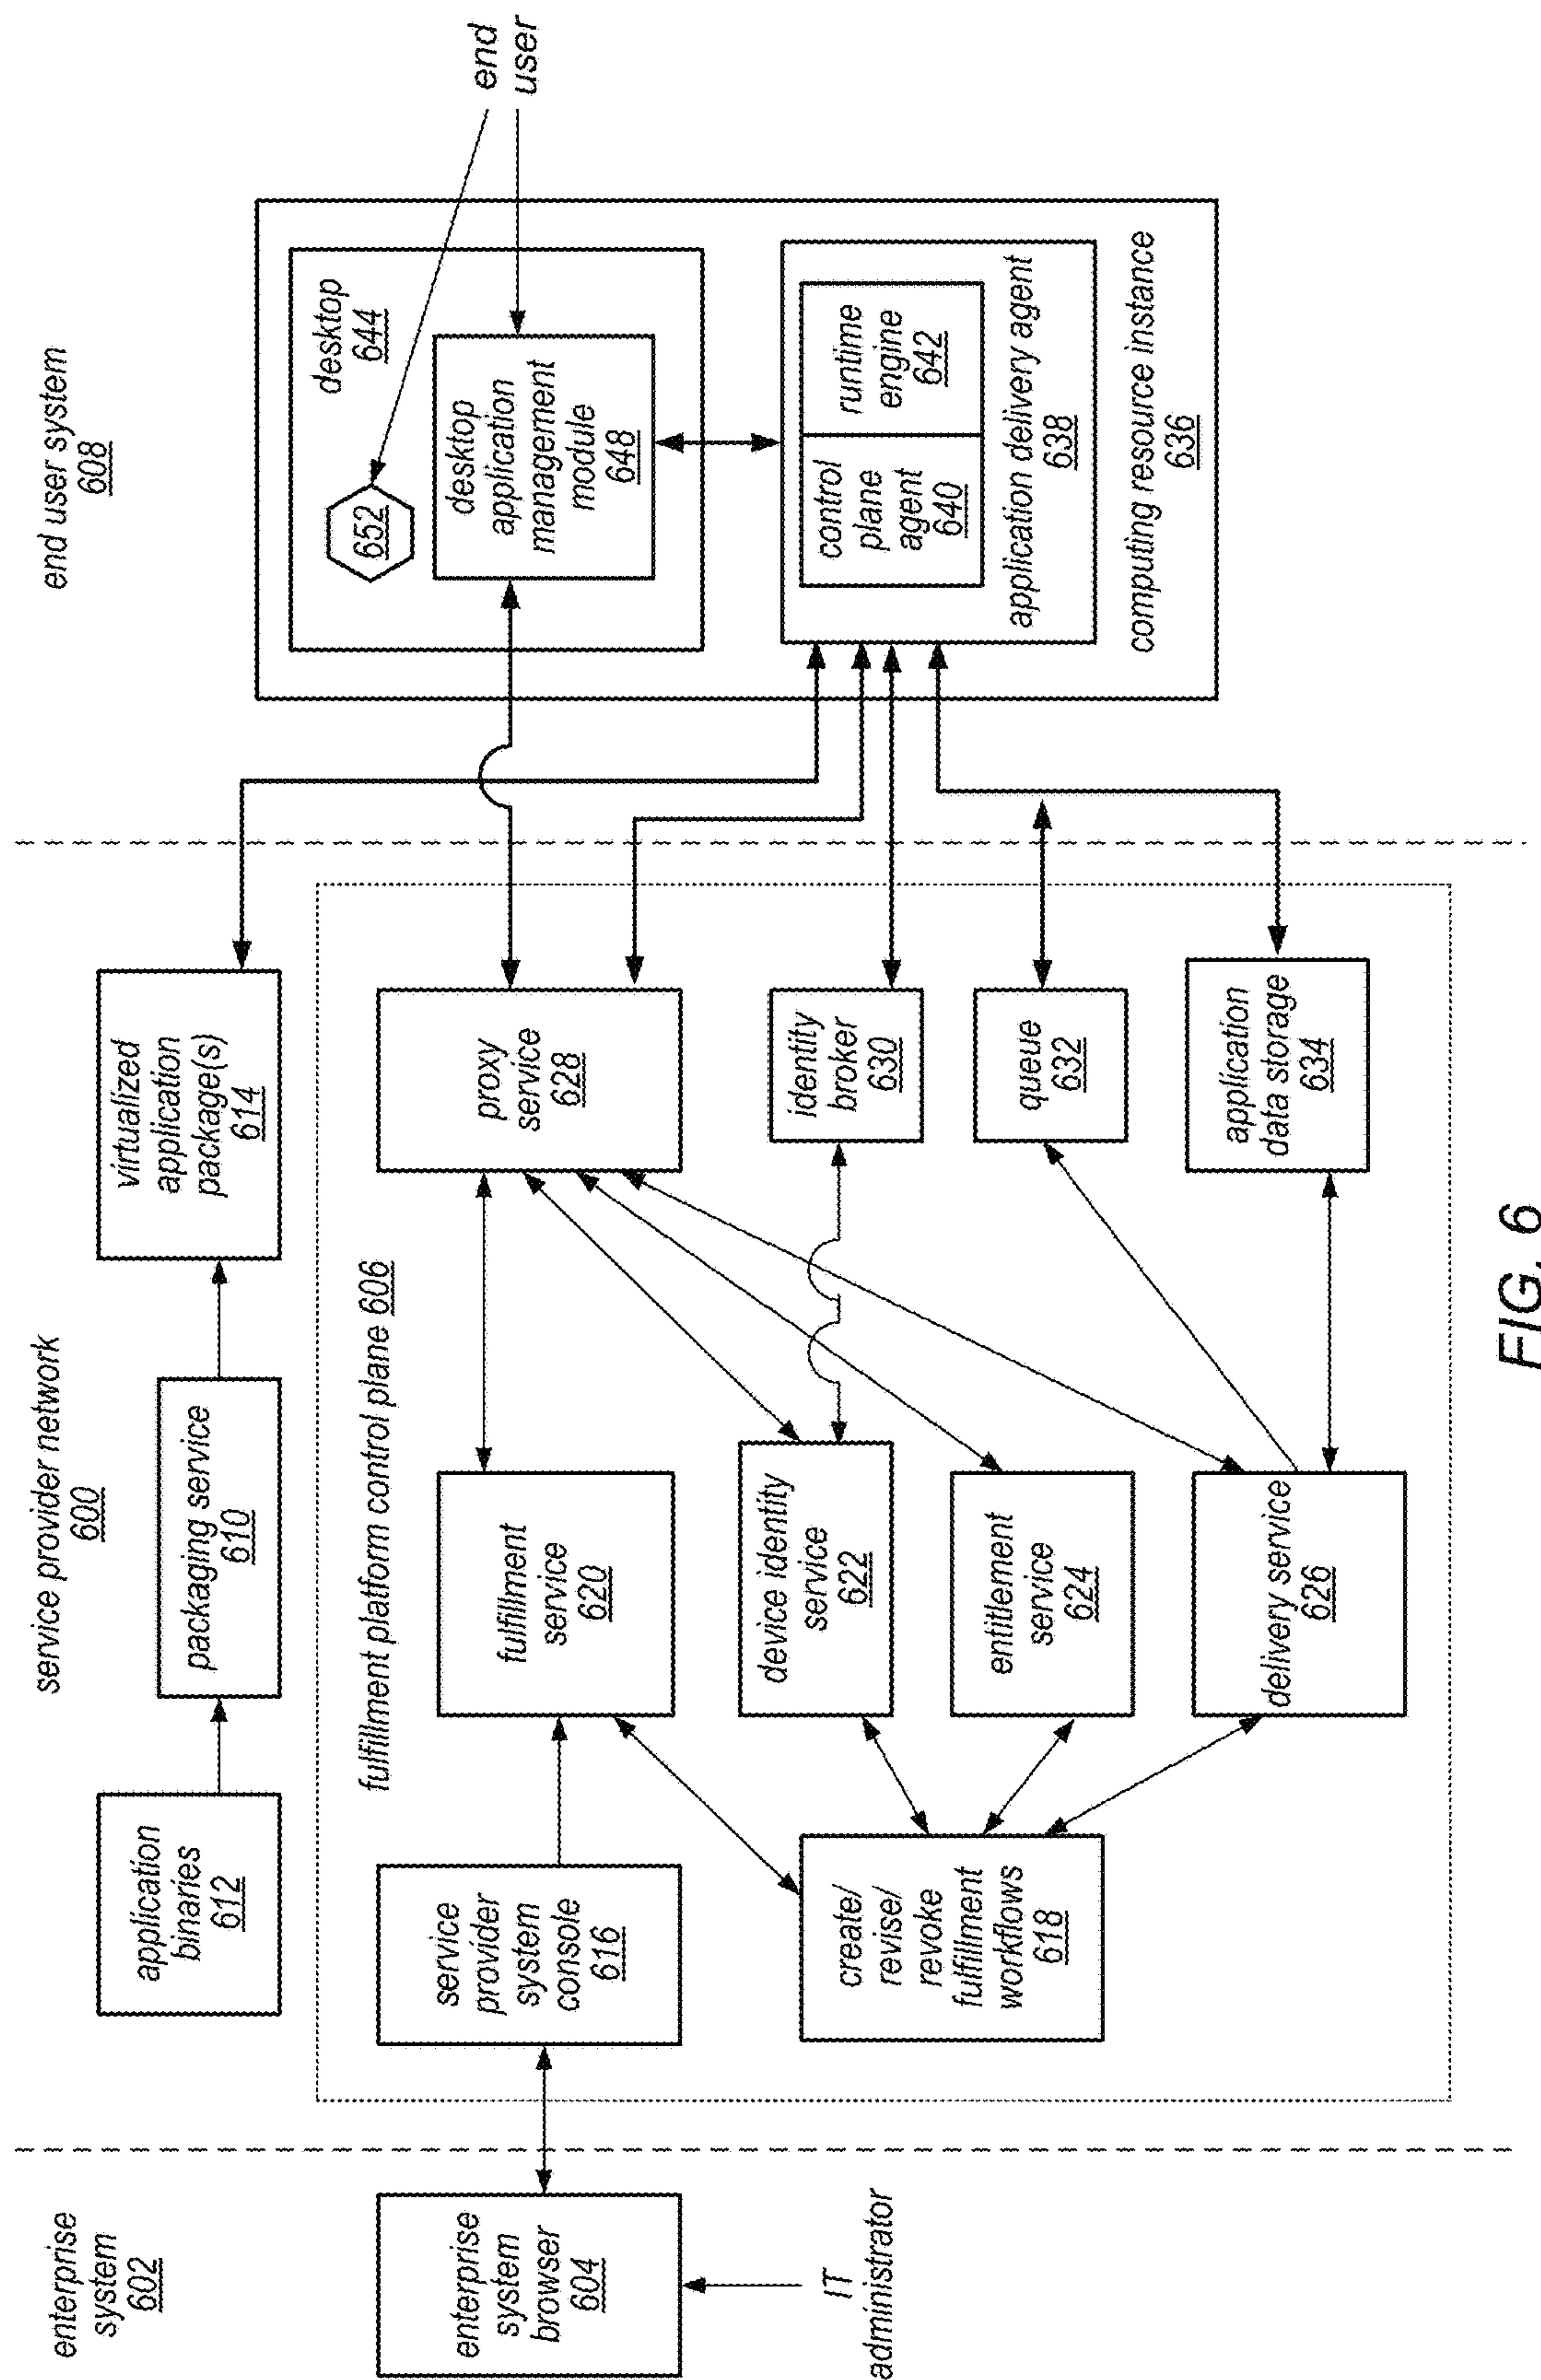 enterprise
system
602
service provider network
600
end user system
608
application
binaries
612
packaging service
610
virtualized
application
package(s)
614
fulfillment platform control plane 606
enterprise
system
browser
604
IT
administrator
service
provider
system
console
616
create/
revise/
revoke
fulfillment
workflows
618
fulfillment
service
620
device identity
service
622
entitlement
service
624
delivery service
626
proxy
service
628
identity
broker
630
queue
632
application
data storage
634
desktop
644
652
desktop
application
management
module
648
end
user
control
plane
agent
640
runtime
engine
642
application delivery agent
638
computing resource instance
636
FIG. 6